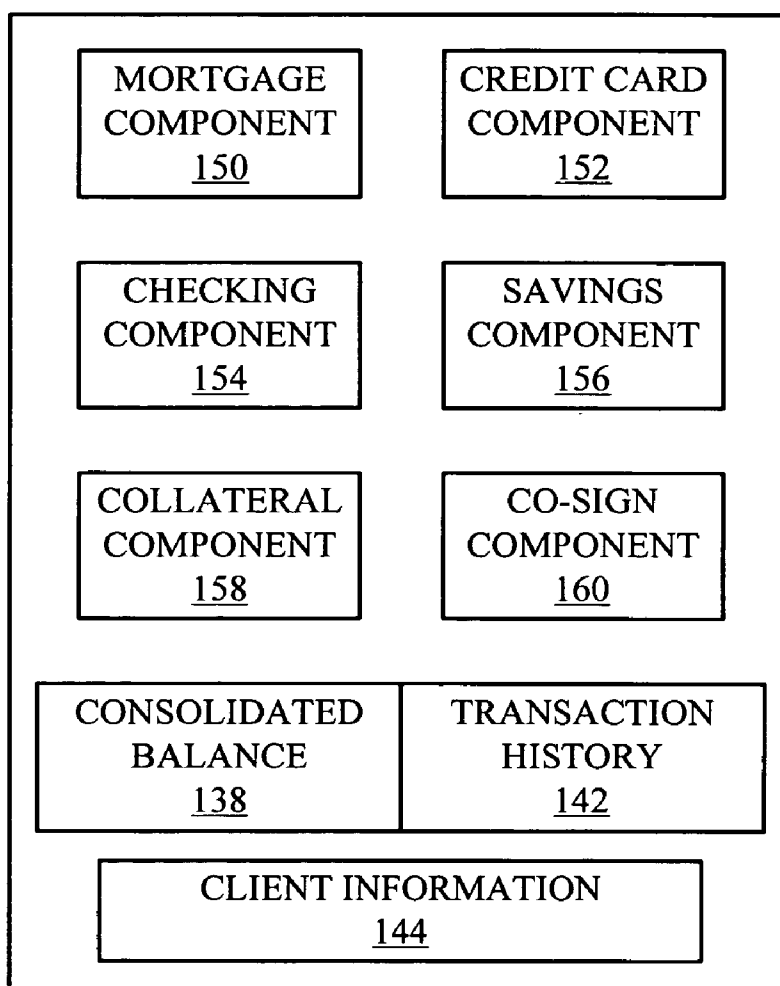 MORTGAGE
COMPONENT
150
CREDIT CARD
COMPONENT
152
CHECKING
COMPONENT
154
SAVINGS
COMPONENT
156
COLLATERAL
COMPONENT
158
CO-SIGN
COMPONENT
160
CONSOLIDATED
BALANCE
138
TRANSACTION
HISTORY
142
CLIENT INFORMATION
144